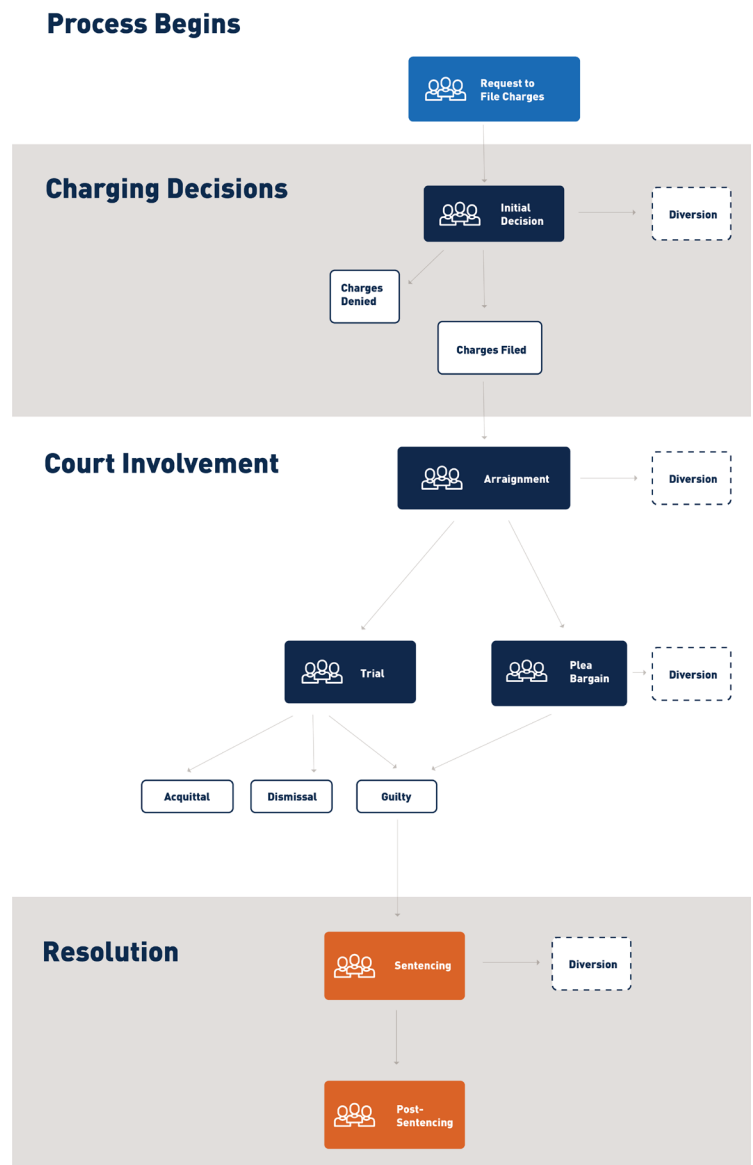 Process Begins
Request to
File Charges
Charging Decisions
Initial
Decision
Diversion
Charges
Denied
Charges Filed
Court Involvement
Arraignment
Diversion
Trial
Plea
Bargain
Diversion
Acquittal
Dismissal
Guilty
Resolution
Sentencing
Diversion
Post-
Sentencing